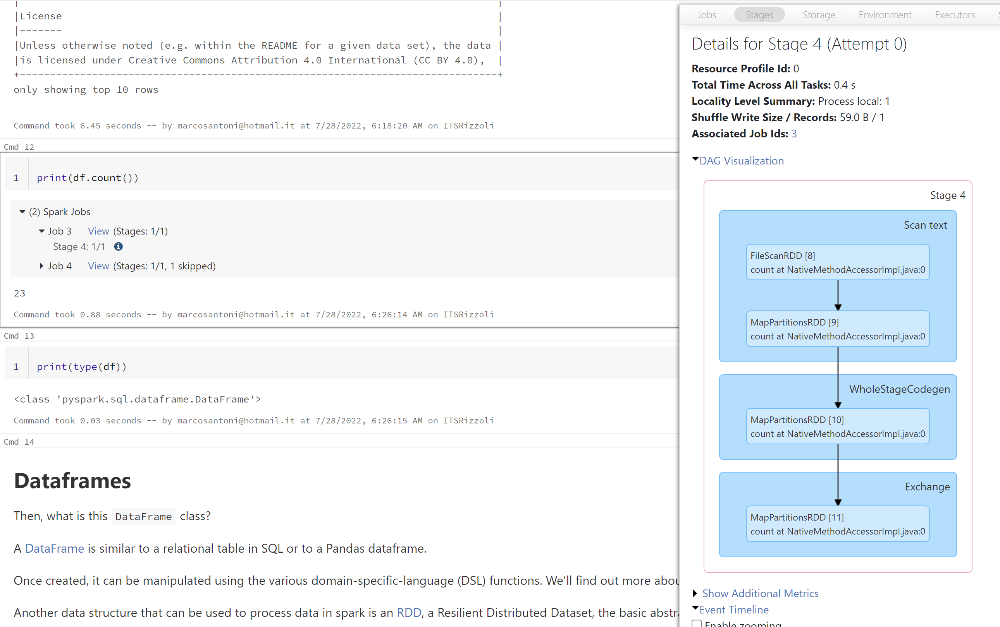 |License |
|------- |
|Unless otherwise noted (e.g. within the README for a given data set), the data |
|is licensed under Creative Commons Attribution 4.0 International (CC BY 4.0), |
+-------------------------------------------------------------------------------+
only showing top 10 rows
Command took 6.45 seconds -- by marcosantoni@hotmail.it at 7/28/2022, 6:18:20 AM on ITSRizzoli
Cmd 12
1 print(df.count())
(2) Spark Jobs
Job 3 View (Stages: 1/1)
Stage 4: 1/1
Job 4 View (Stages: 1/1, 1 skipped)
23
Command took 0.88 seconds -- by marcosantoni@hotmail.it at 7/28/2022, 6:26:14 AM on ITSRizzoli
Cmd 13
1 print(type(df))
<class 'pyspark.sql.dataframe.DataFrame'>
Command took 0.03 seconds -- by marcosantoni@hotmail.it at 7/28/2022, 6:26:15 AM on ITSRizzoli
Cmd 14
Dataframes
Then, what is this DataFrame class?
A DataFrame is similar to a relational table in SQL or to a Pandas dataframe.
Once created, it can be manipulated using the various domain-specific-language (DSL) functions. We'll find out more
Another data structure that can be used to process data in spark is an RDD, a Resilient Distributed Dataset, the basic
Jobs Stages Storage Environment Executors
Details for Stage 4 (Attempt 0)
Resource Profile Id: 0
Total Time Across All Tasks: 0.4 s
Locality Level Summary: Process local: 1
Shuffle Write Size / Records: 59.0 B / 1
Associated Job Ids: 3
DAG Visualization
Stage 4
Scan text
FileScanRDD [8]
count at NativeMethodAccessorImpl.java:0
MapPartitionsRDD [9]
count at NativeMethodAccessorImpl.java:0
WholeStageCodegen
MapPartitionsRDD [10]
count at NativeMethodAccessorImpl.java:0
Exchange
MapPartitionsRDD [11]
count at NativeMethodAccessorImpl.java:0
Show Additional Metrics
Event Timeline
Enable zooming